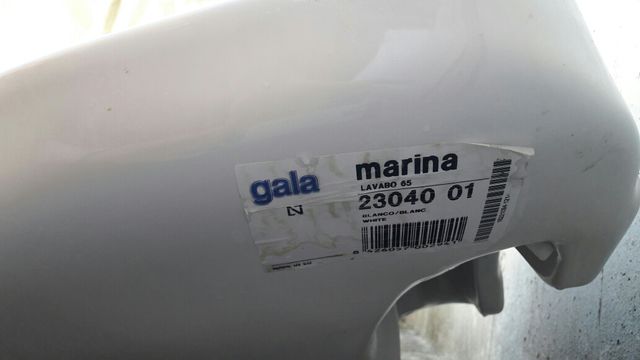 gala
marina
LAVABO 65
23040 01
N
BLANCO/BLANC
WHITE